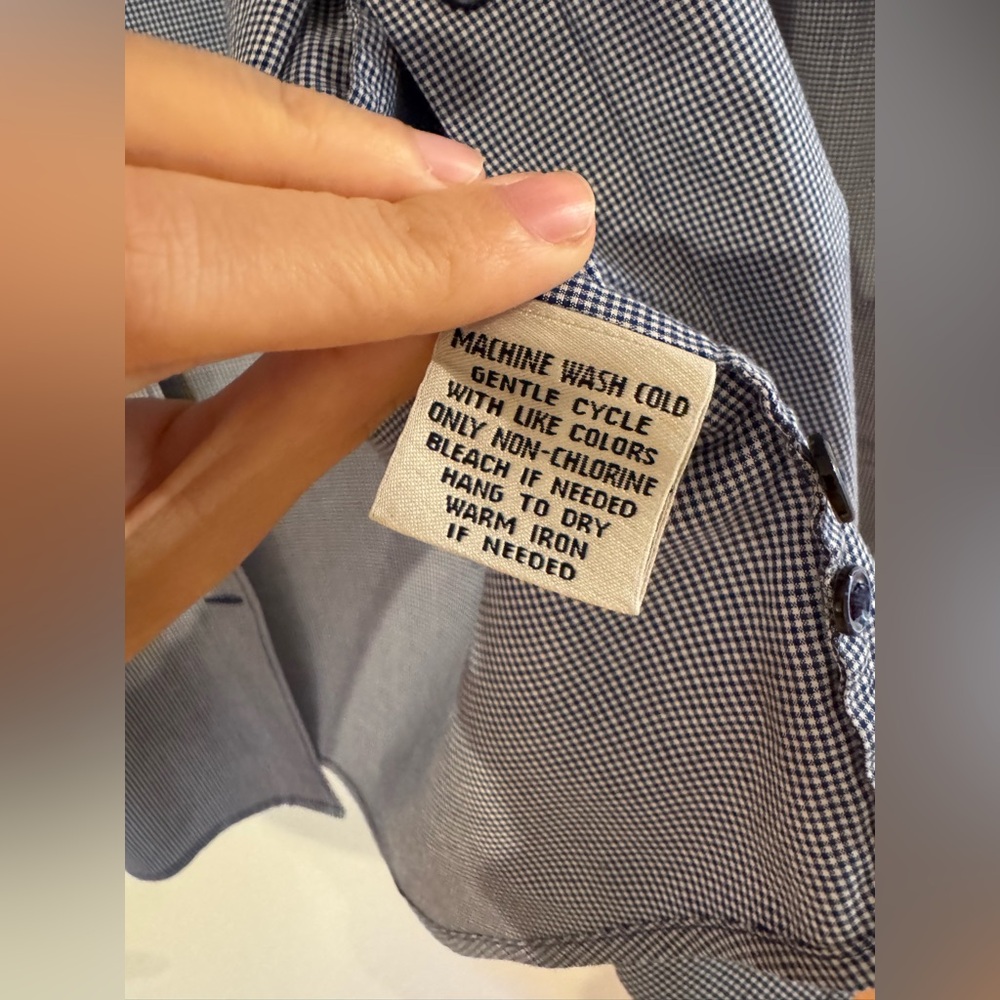 MACHINE WASH COLD
GENTLE CYCLE
WITH LIKE COLORS
ONLY NON-CHLORINE
BLEACH IF NEEDED
HANG TO DRY
WARM IRON
IF NEEDED